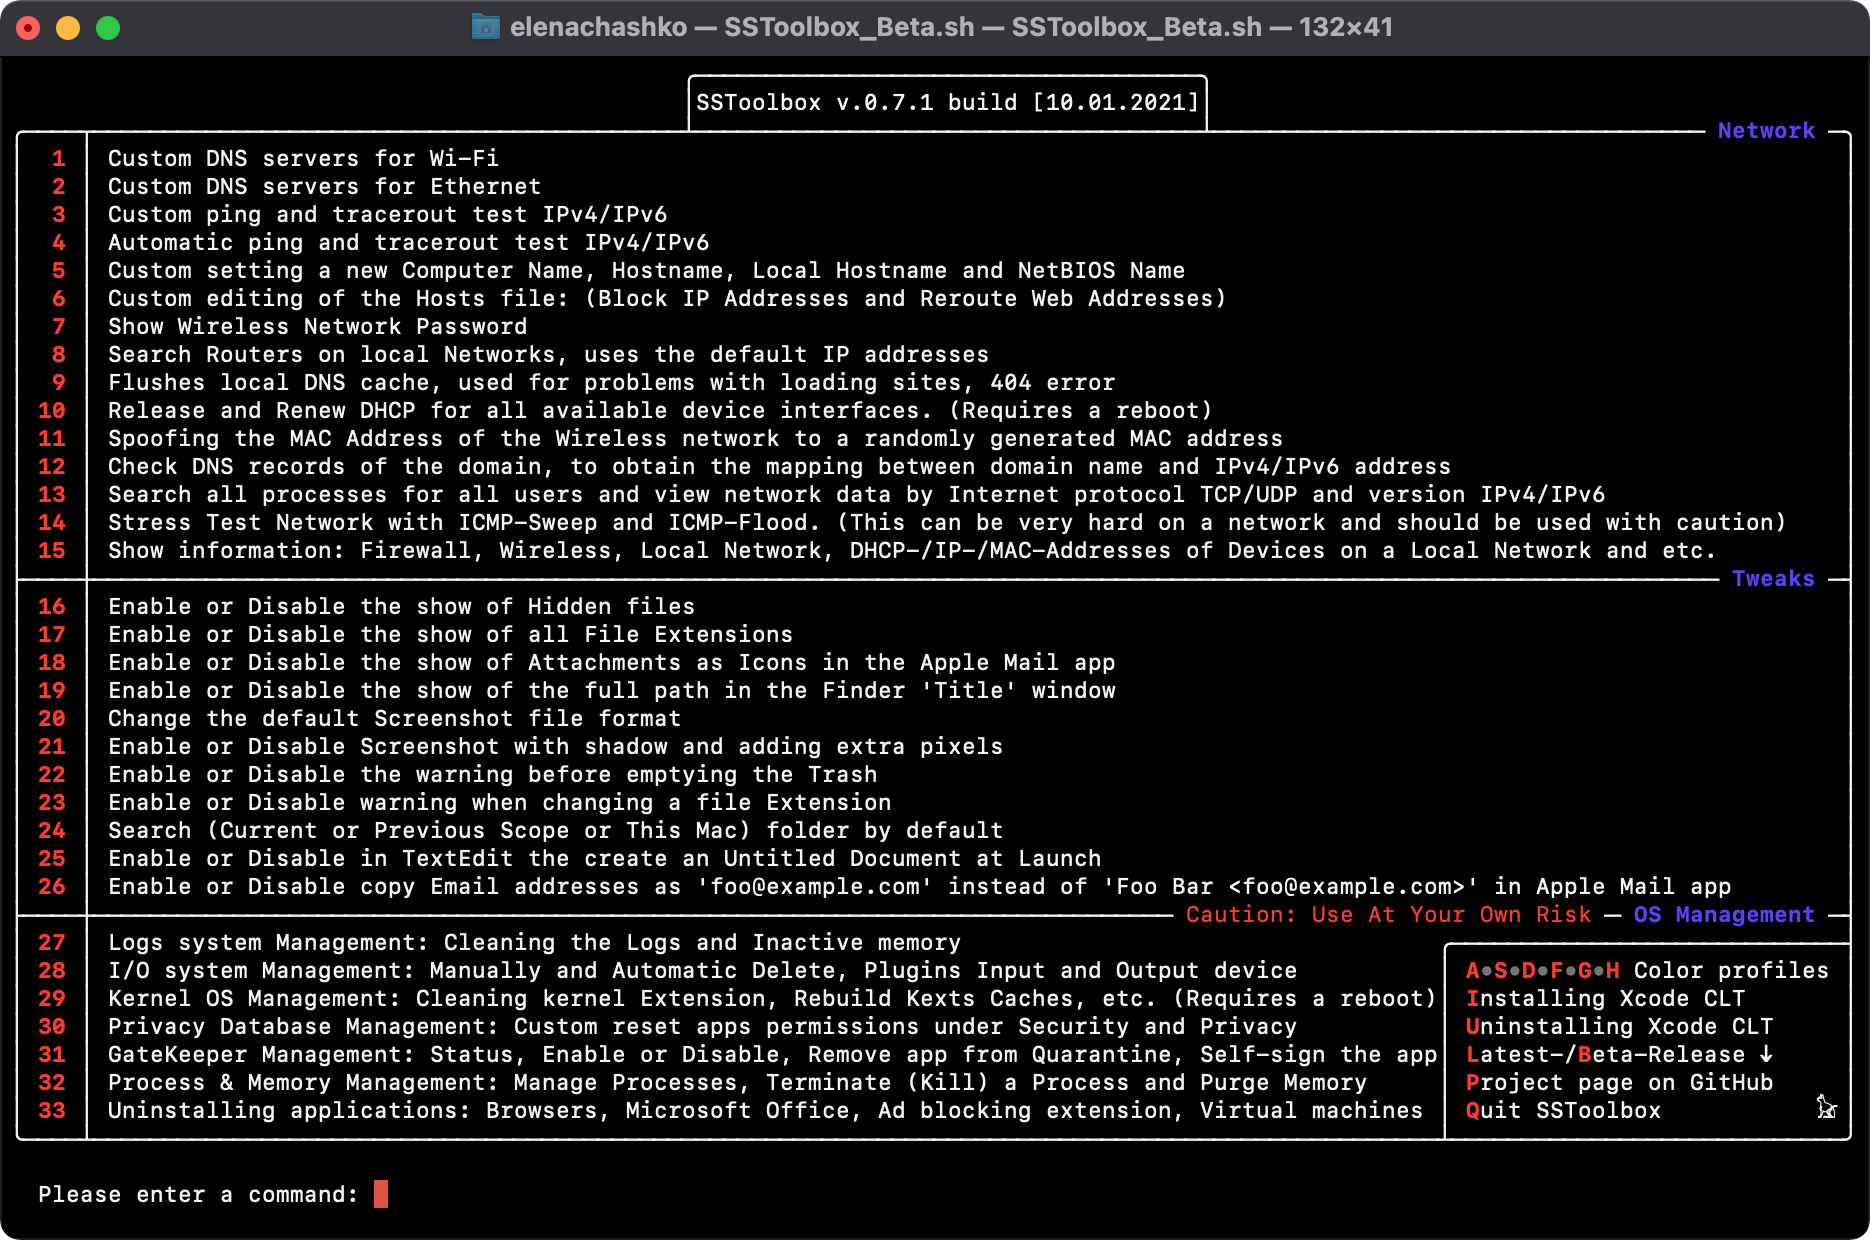 elenachashko — SSToolbox_Beta.sh — SSToolbox_Beta.sh — 132×41
SSToolbox v.0.7.1 build [10.01.2021]
Network
1 Custom DNS servers for Wi-Fi
2 Custom DNS servers for Ethernet
3 Custom ping and tracerout test IPv4/IPv6
4 Automatic ping and tracerout test IPv4/IPv6
5 Custom setting a new Computer Name, Hostname, Local Hostname and NetBIOS Name
6 Custom editing of the Hosts file: (Block IP Addresses and Reroute Web Addresses)
7 Show Wireless Network Password
8 Search Routers on local Networks, uses the default IP addresses
9 Flushes local DNS cache, used for problems with loading sites, 404 error
10 Release and Renew DHCP for all available device interfaces. (Requires a reboot)
11 Spoofing the MAC Address of the Wireless network to a randomly generated MAC address
12 Check DNS records of the domain, to obtain the mapping between domain name and IPv4/IPv6 address
13 Search all processes for all users and view network data by Internet protocol TCP/UDP and version IPv4/IPv6
14 Stress Test Network with ICMP-Sweep and ICMP-Flood. (This can be very hard on a network and should be used with caution)
15 Show information: Firewall, Wireless, Local Network, DHCP-/IP-/MAC-Addresses of Devices on a Local Network and etc.
Tweaks
16 Enable or Disable the show of Hidden files
17 Enable or Disable the show of all File Extensions
18 Enable or Disable the show of Attachments as Icons in the Apple Mail app
19 Enable or Disable the show of the full path in the Finder 'Title' window
20 Change the default Screenshot file format
21 Enable or Disable Screenshot with shadow and adding extra pixels
22 Enable or Disable the warning before emptying the Trash
23 Enable or Disable warning when changing a file Extension
24 Search (Current or Previous Scope or This Mac) folder by default
25 Enable or Disable in TextEdit the create an Untitled Document at Launch
26 Enable or Disable copy Email addresses as 'foo@example.com' instead of 'Foo Bar <foo@example.com>' in Apple Mail app
Caution: Use At Your Own Risk — OS Management
27 Logs system Management: Cleaning the Logs and Inactive memory
28 I/O system Management: Manually and Automatic Delete, Plugins Input and Output device
29 Kernel OS Management: Cleaning kernel Extension, Rebuild Kexts Caches, etc. (Requires a reboot)
30 Privacy Database Management: Custom reset apps permissions under Security and Privacy
31 GateKeeper Management: Status, Enable or Disable, Remove app from Quarantine, Self-sign the app
32 Process & Memory Management: Manage Processes, Terminate (Kill) a Process and Purge Memory
33 Uninstalling applications: Browsers, Microsoft Office, Ad blocking extension, Virtual machines
A•S•D•F•G•H Color profiles
Installing Xcode CLT
Uninstalling Xcode CLT
Latest-/Beta-Release ↓
Project page on GitHub
Quit SSToolbox
Please enter a command: